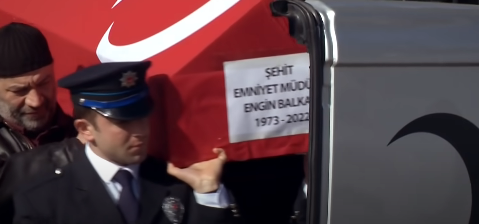 ŞEHİT
EMNİYET MÜDÜ
ENGİN BALKA
1973 - 2022